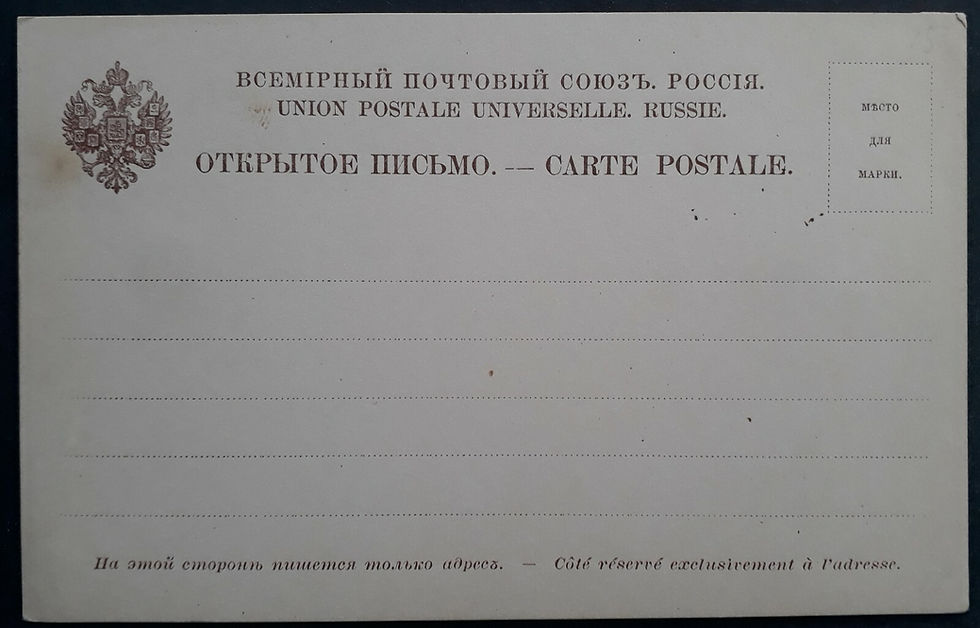 ВСЕМІРНЫЙ ПОЧТОВЫЙ СОЮЗЪ. РОССІЯ.
UNION POSTALE UNIVERSELLE. RUSSIE.
ОТКРЫТОЕ ПИСЬМО. — CARTE POSTALE.
МѢСТО
ДЛЯ
МАРКИ.
На этой сторонѣ пишется только адресъ. — Côté réservé exclusivement à l'adresse.